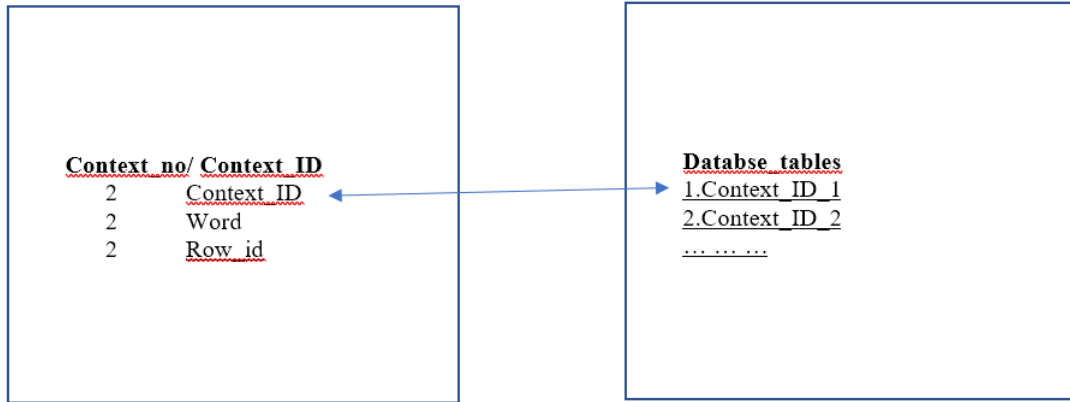 Context_no/ Context_ID
2 Context_ID
2 Word
2 Row_id
Databse_tables
1.Context_ID_1
2.Context_ID_2
... ... ...